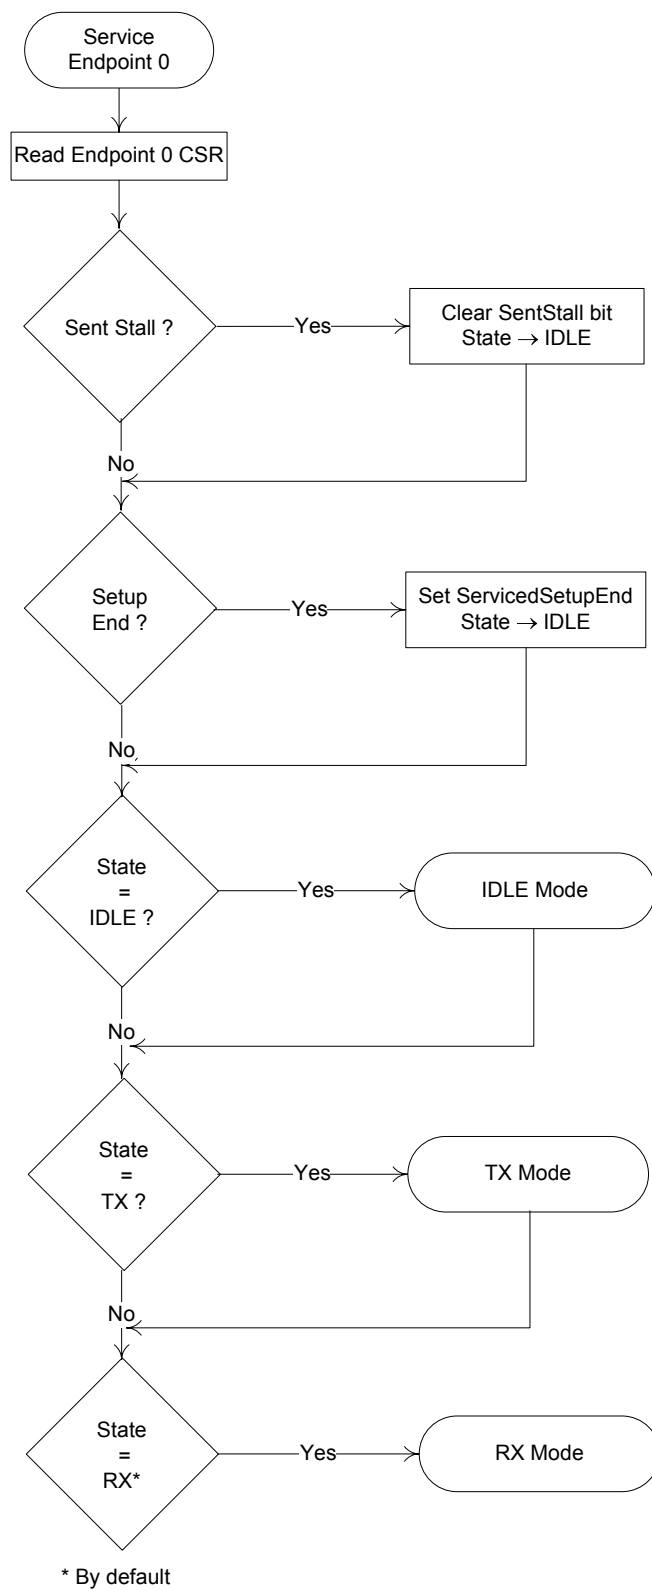 Service
Endpoint 0
Read Endpoint 0 CSR
Sent Stall ?
Yes
Clear SentStall bit
State → IDLE
No
Setup
End ?
Yes
Set ServicedSetupEnd
State → IDLE
No
State
=
IDLE ?
Yes
IDLE Mode
No
State
=
TX ?
Yes
TX Mode
No
State
=
RX*
Yes
RX Mode
* By default